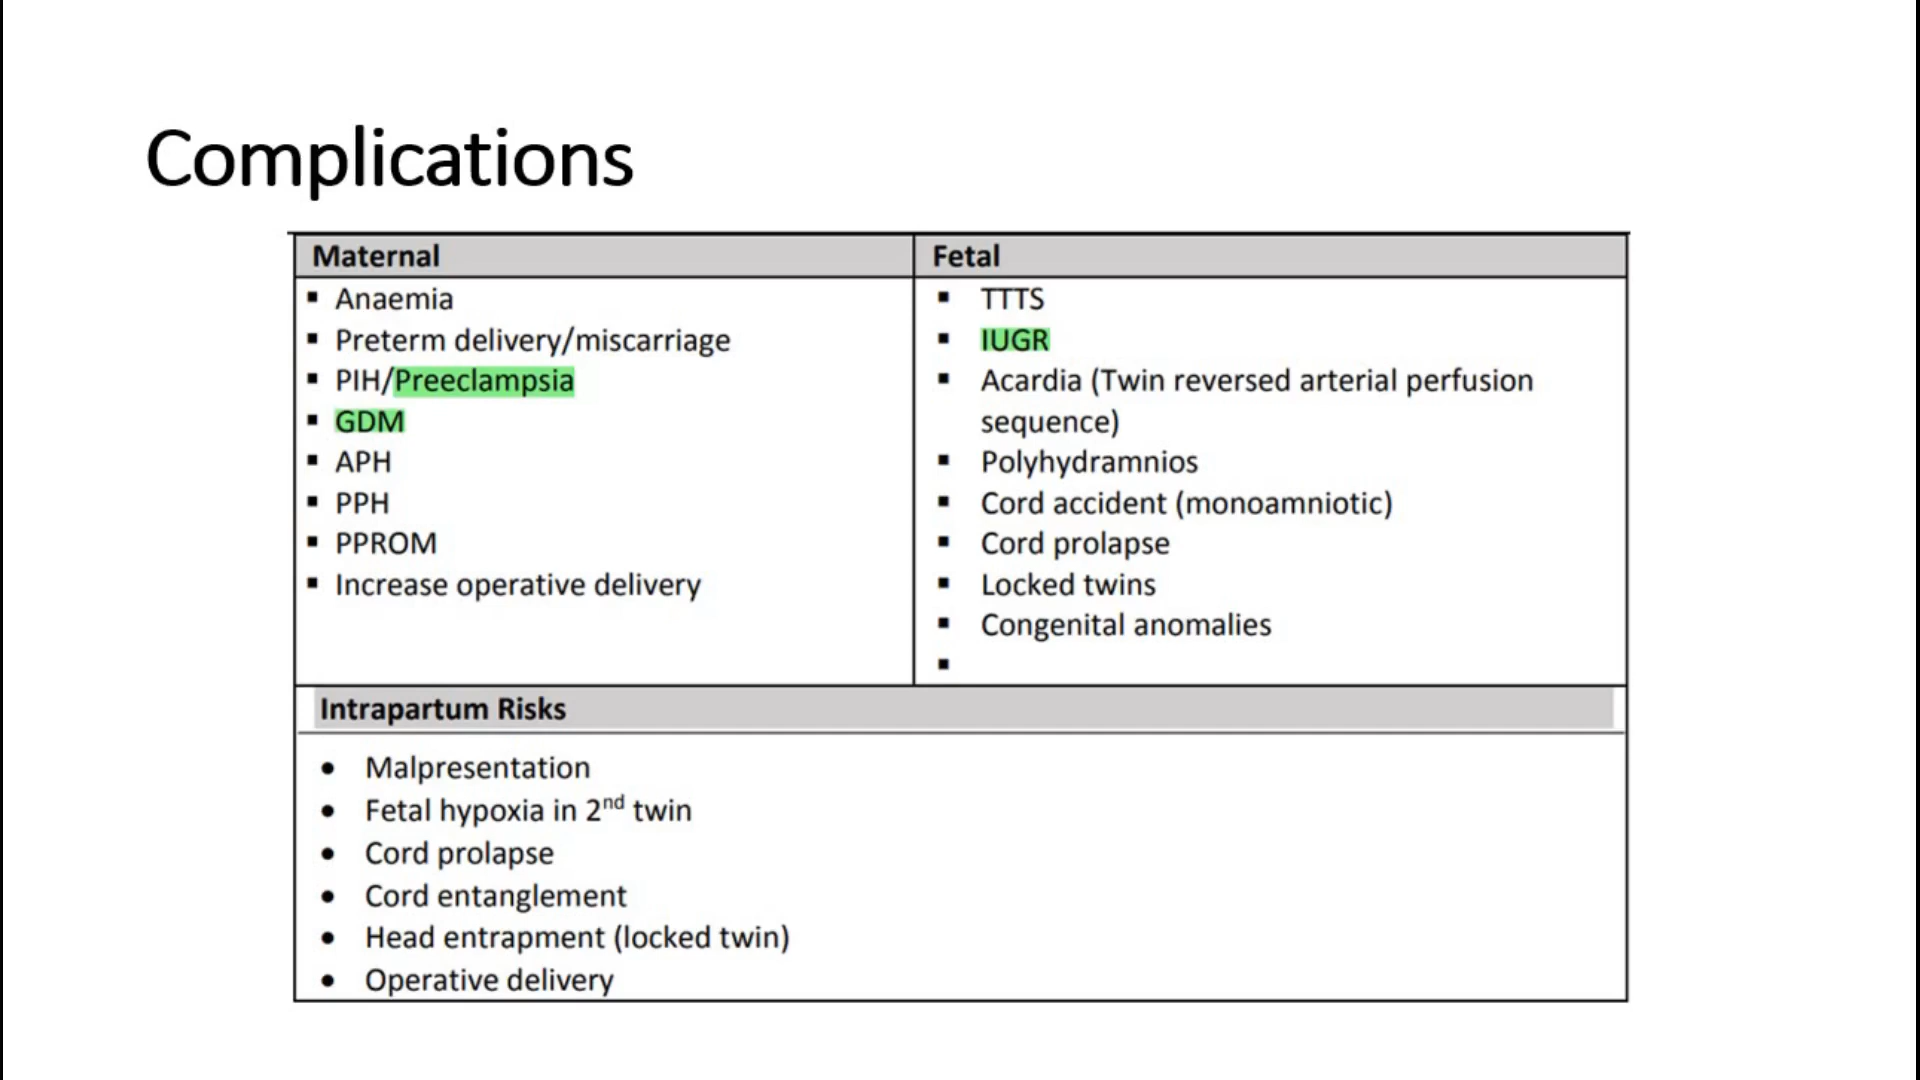 Complications
Maternal
Anaemia
Preterm delivery/miscarriage
PIH/Preeclampsia
GDM
APH
PPH
PPROM
Increase operative delivery
Fetal
TTTS
IUGR
Acardia (Twin reversed arterial perfusion
sequence)
Polyhydramnios
Cord accident (monoamniotic)
Cord prolapse
Locked twins
Congenital anomalies
Intrapartum Risks
Malpresentation
Fetal hypoxia in 2nd twin
Cord prolapse
Cord entanglement
Head entrapment (locked twin)
Operative delivery